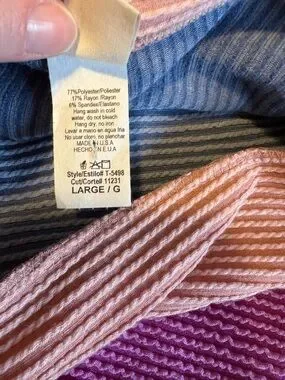 77%Polyester/Poliester
17% Rayon /Rayon
6% Spandex/Elastano
Hang wash in cold
water, do not bleach
Hang dry, no iron
Levar a mano en agua fria
No usar cloro, no planchar
MADE IN U.S.A
HECHO EN E.U.A
Style/Estilo# T-5498
Cut/Corte# 11231
LARGE / G